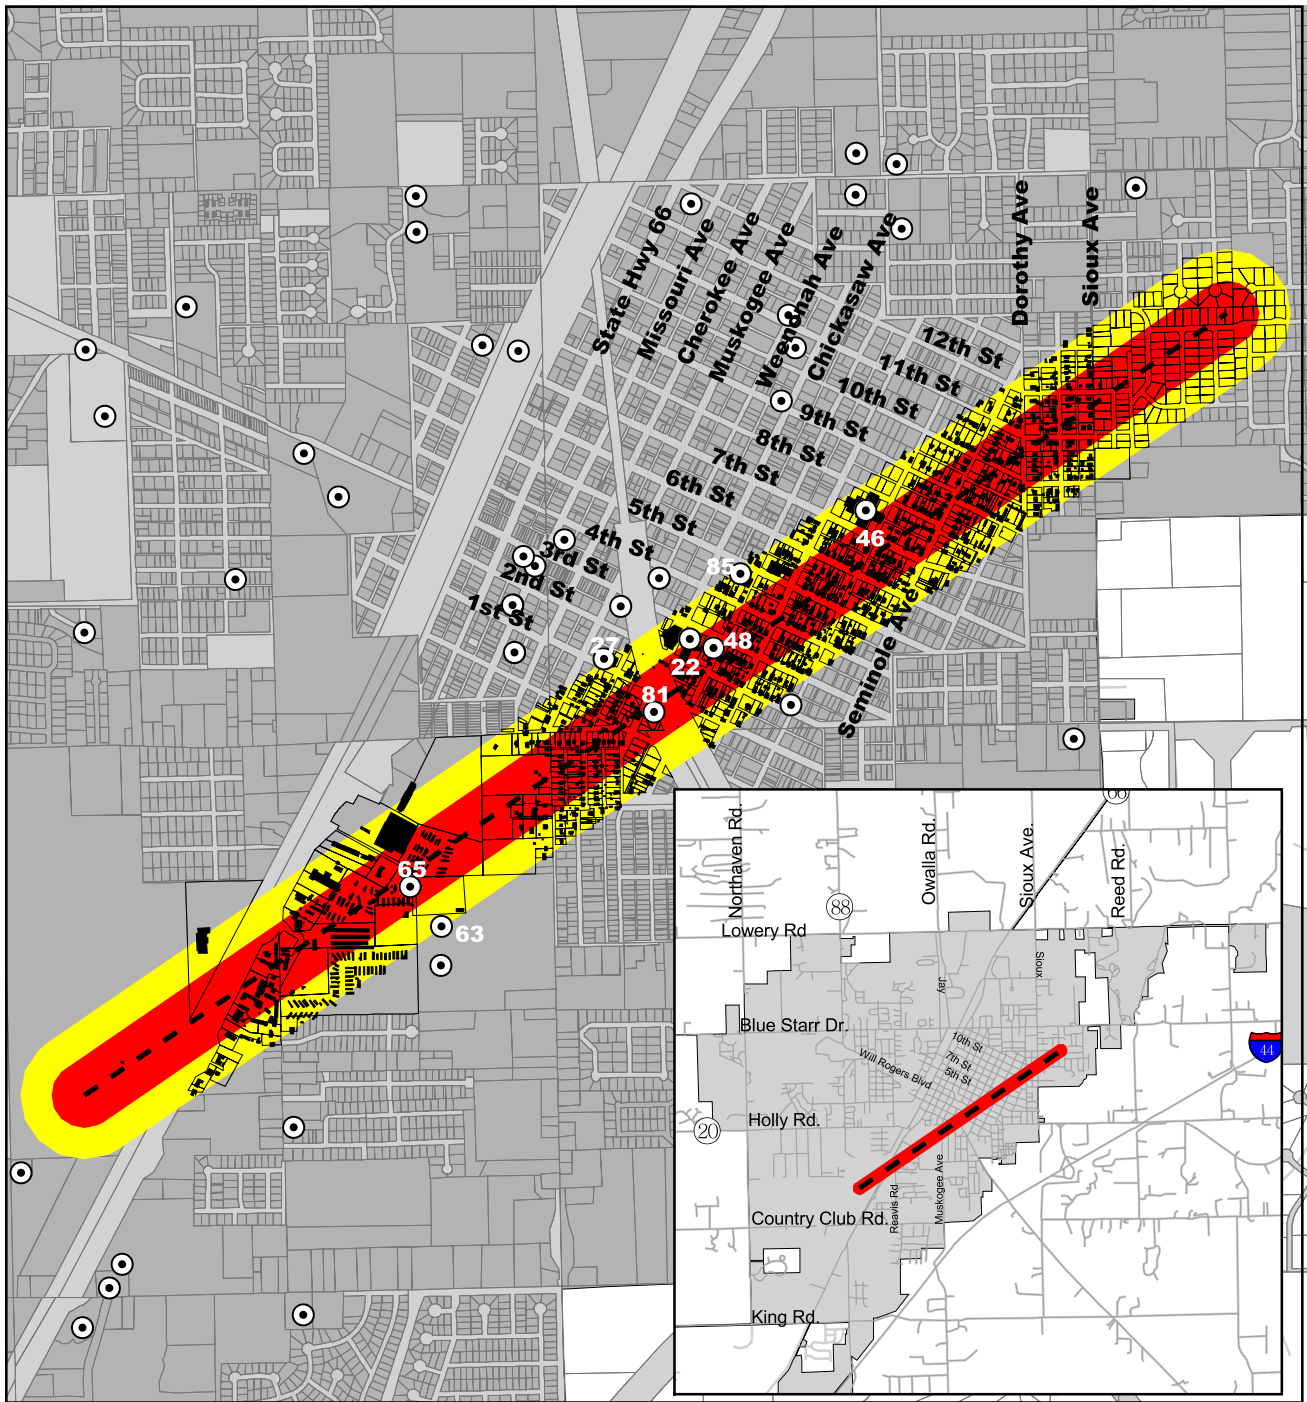 State Hwy 66
Missouri Ave
Cherokee Ave
Muskogee Ave
Weenonah Ave
Chickasaw Ave
Dorothy Ave
Sioux Ave
12th St
11th St
10th St
9th St
8th St
7th St
6th St
5th St
4th St
3rd St
2nd St
1st St
Seminole Ave
46
85
48
27
22
81
65
63
66
Northaven Rd.
Owalla Rd.
Sioux Ave.
Reed Rd.
88
Lowery Rd
Sioux
Jay
Blue Starr Dr.
10th St
7th St
5th St
Will Rogers Blvd
44
Holly Rd.
20
Muskogee Ave
Reavis Rd
Country Club Rd.
King Rd.